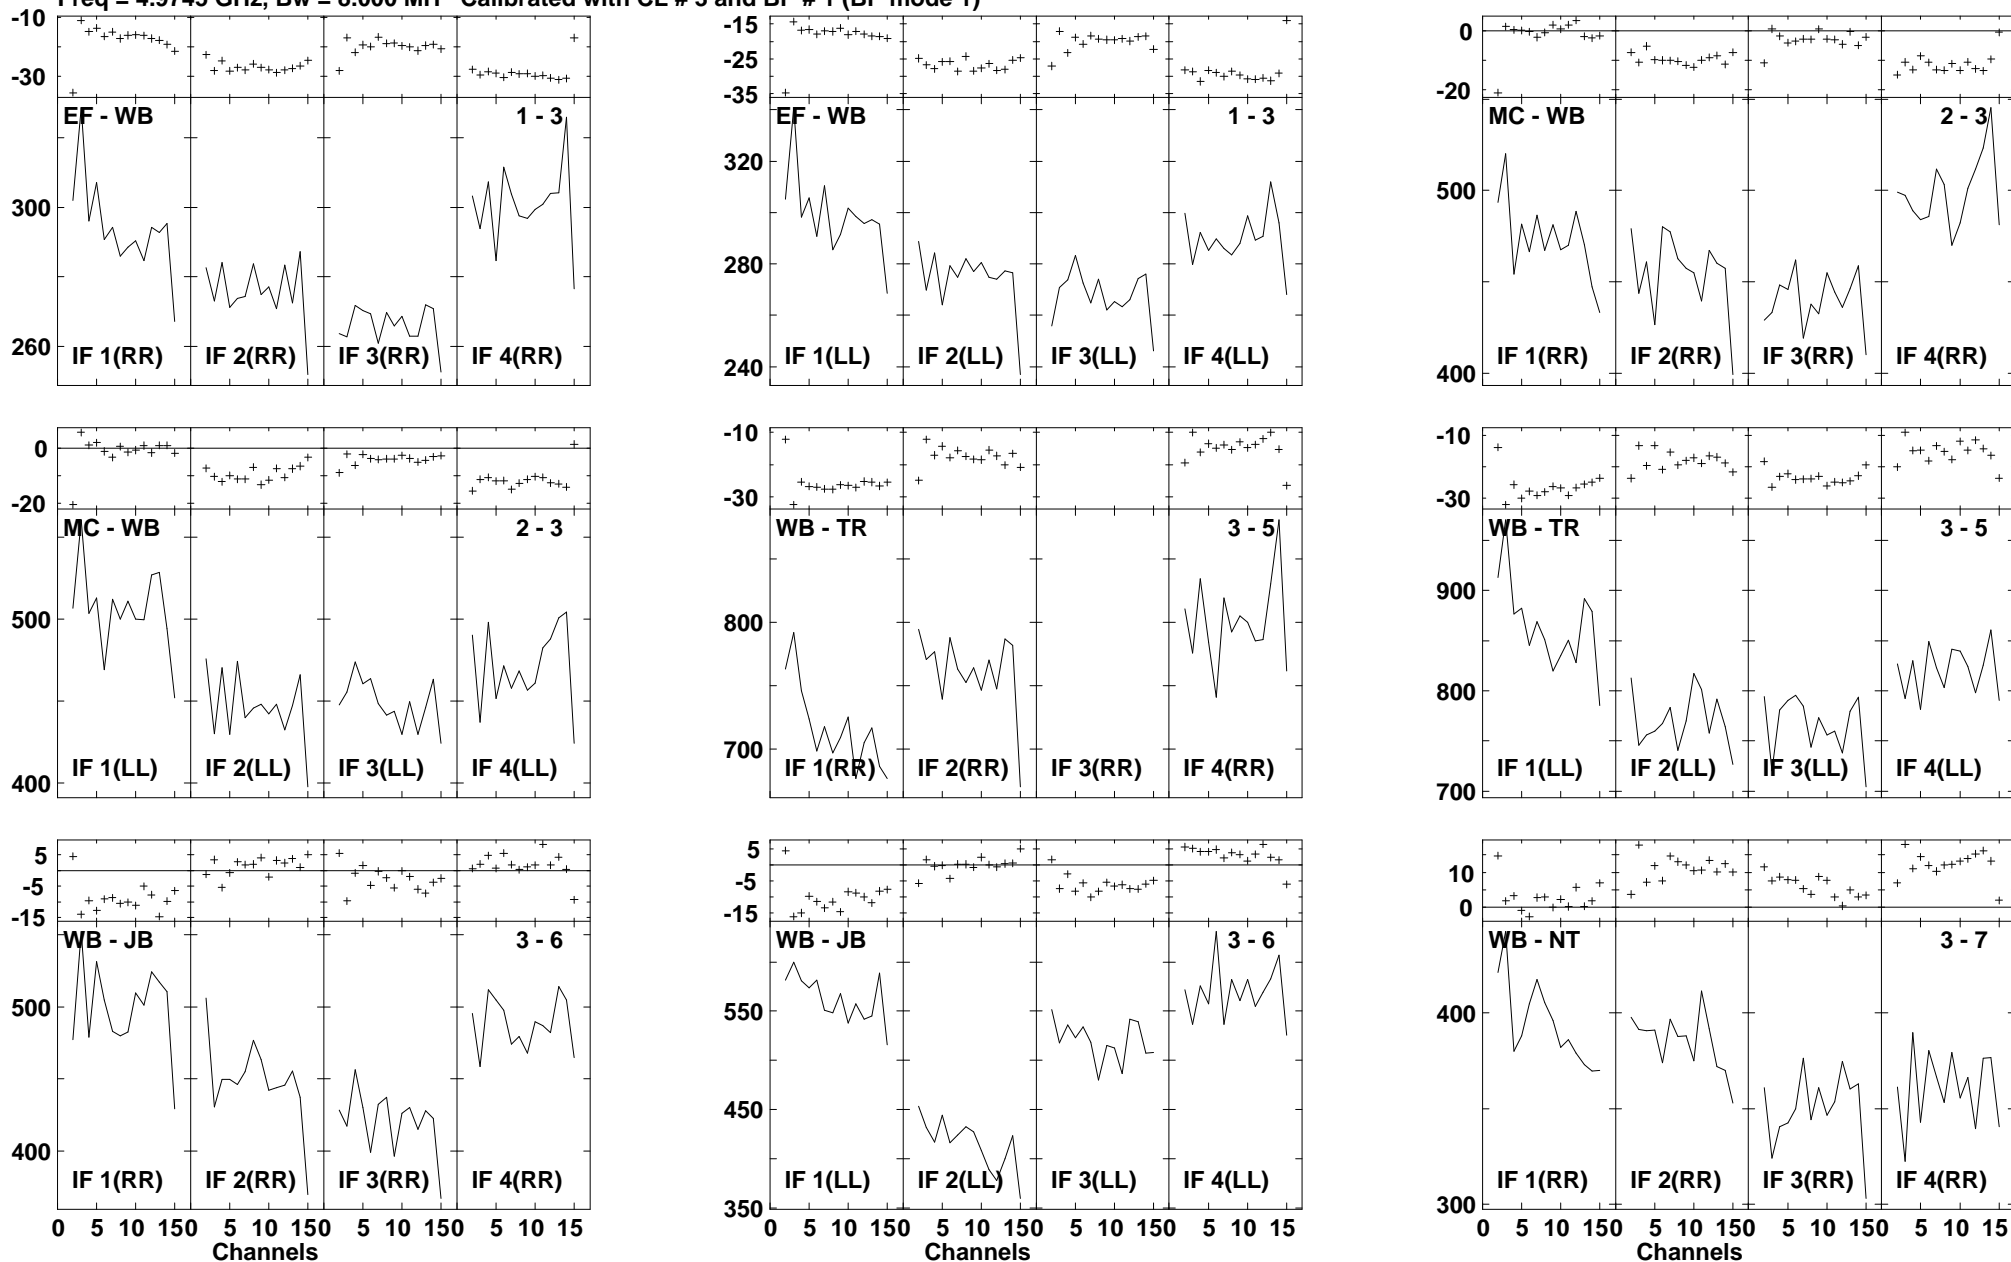 Freq = 4.9745 GHz, Bw = 8.000 MH Calibrated with CL # 3 and BP # 1 (BP mode 1)
-10 -30 -15 -25 -35 0 -20
EF - WB 1 - 3 EF - WB 1 - 3 MC - WB 2 - 3
300 260 320 280 240 500 400
IF 1(RR) IF 2(RR) IF 3(RR) IF 4(RR) IF 1(LL) IF 2(LL) IF 3(LL) IF 4(LL) IF 1(RR) IF 2(RR) IF 3(RR) IF 4(RR)
0 -20 -10 -30 -10 -30
MC - WB 2 - 3 WB - TR 3 - 5 WB - TR 3 - 5
500 400 800 700 900 800 700
IF 1(LL) IF 2(LL) IF 3(LL) IF 4(LL) IF 1(RR) IF 2(RR) IF 3(RR) IF 4(RR) IF 1(LL) IF 2(LL) IF 3(LL) IF 4(LL)
5 -5 -15 5 -5 -15 10 0
WB - JB 3 - 6 WB - JB 3 - 6 WB - NT 3 - 7
500 400 550 450 350 400 300
IF 1(RR) IF 2(RR) IF 3(RR) IF 4(RR) IF 1(LL) IF 2(LL) IF 3(LL) IF 4(LL) IF 1(RR) IF 2(RR) IF 3(RR) IF 4(RR)
0 5 10 150 5 10 150 5 10 150 5 10 15 0 5 10 150 5 10 150 5 10 150 5 10 15 0 5 10 150 5 10 150 5 10 150 5 10 15
Channels Channels Channels